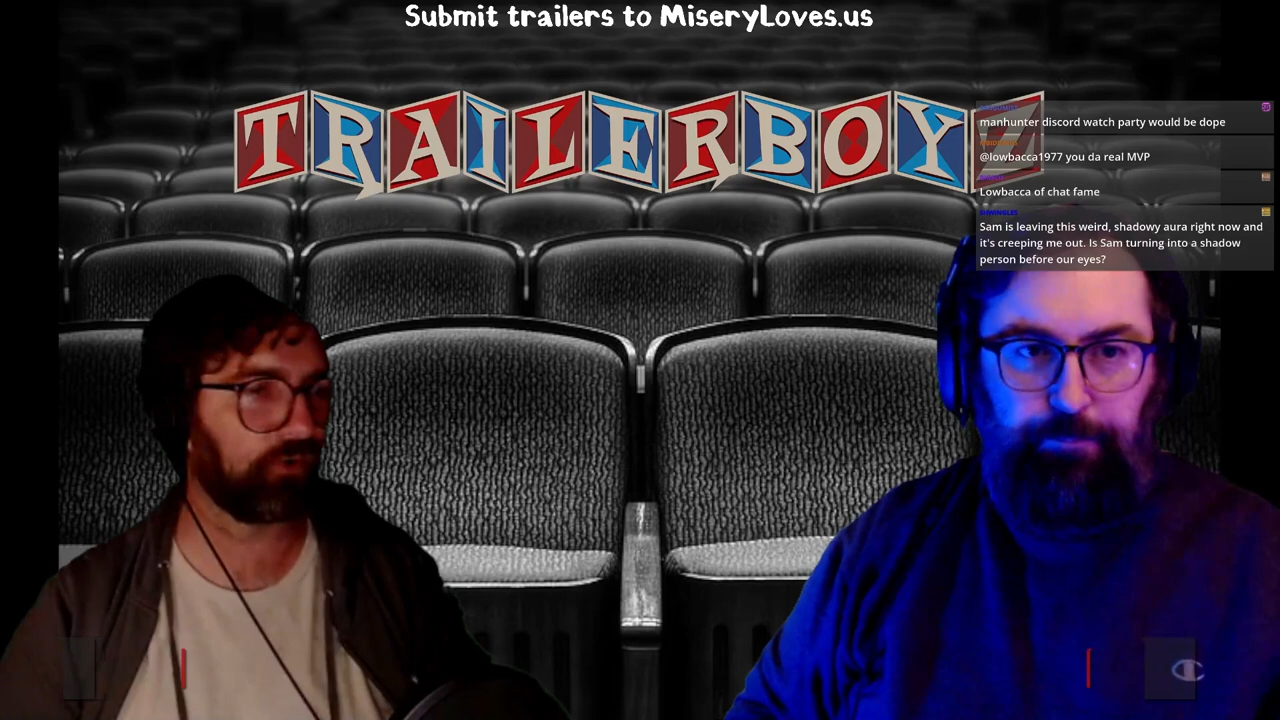 Submit trailers to MiseryLoves.us
TRAILERBOYZ
manhunter discord watch party would be dope
@lowbacca1977 you da real MVP
Lowbacca of chat fame
SHWINGLES
Sam is leaving this weird, shadowy aura right now and
it's creeping me out. Is Sam turning into a shadow
person before our eyes?